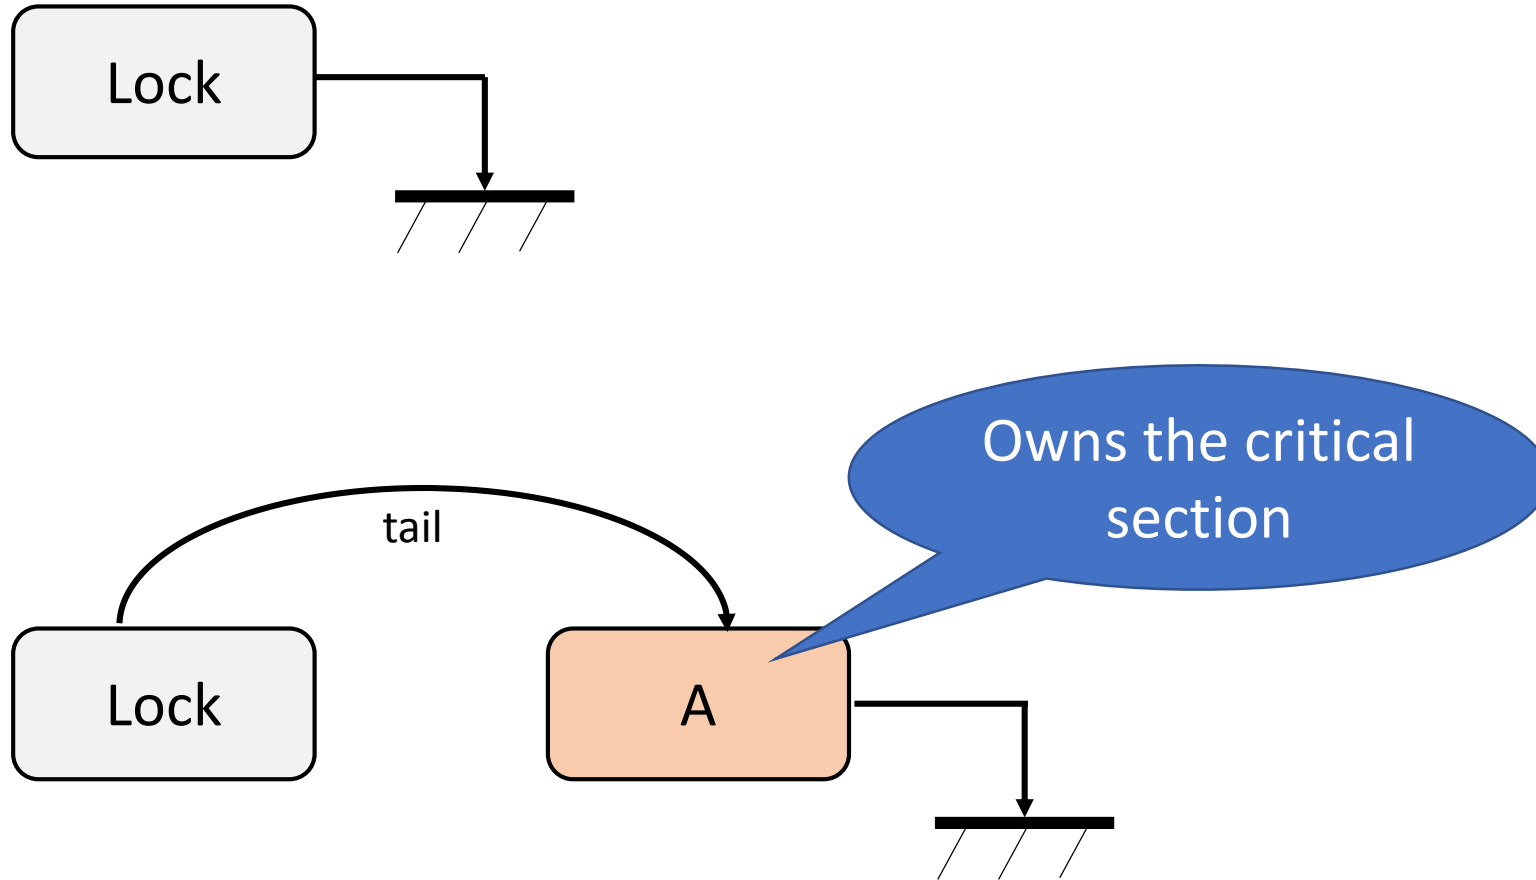 Lock
Owns the critical
section
tail
Lock
A